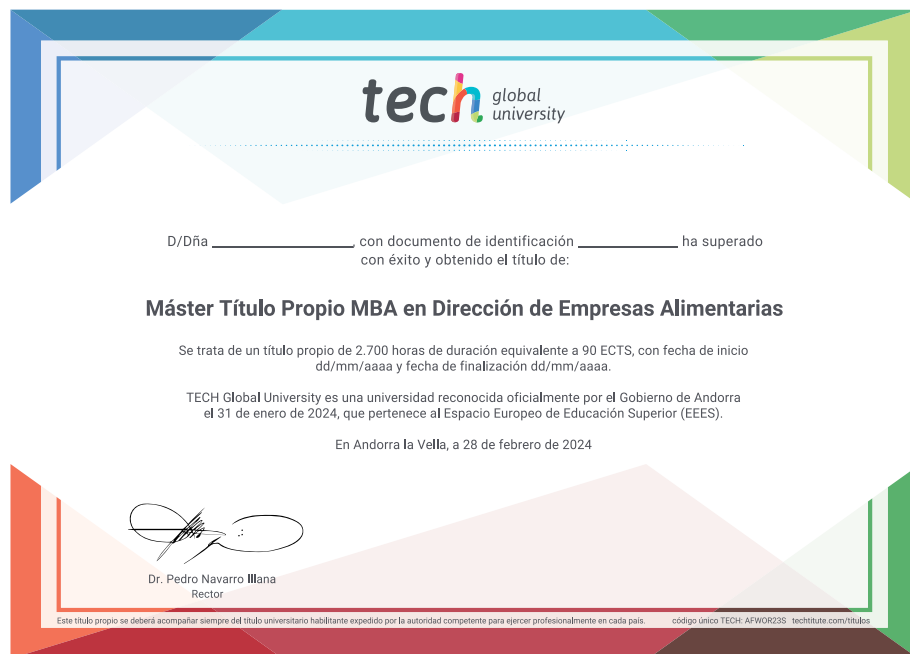 tech global university
D/Dña ______________, con documento de identificación __________ ha superado
con éxito y obtenido el título de:
Máster Título Propio MBA en Dirección de Empresas Alimentarias
Se trata de un título propio de 2.700 horas de duración equivalente a 90 ECTS, con fecha de inicio
dd/mm/aaaa y fecha de finalización dd/mm/aaaa.
TECH Global University es una universidad reconocida oficialmente por el Gobierno de Andorra
el 31 de enero de 2024, que pertenece al Espacio Europeo de Educación Superior (EEES).
En Andorra la Vella, a 28 de febrero de 2024
Dr. Pedro Navarro Illana
Rector
Este título propio se deberá acompañar siempre del título universitario habilitante expedido por la autoridad competente para ejercer profesionalmente en cada país. código único TECH: AFWOR23S techtitute.com/titulos